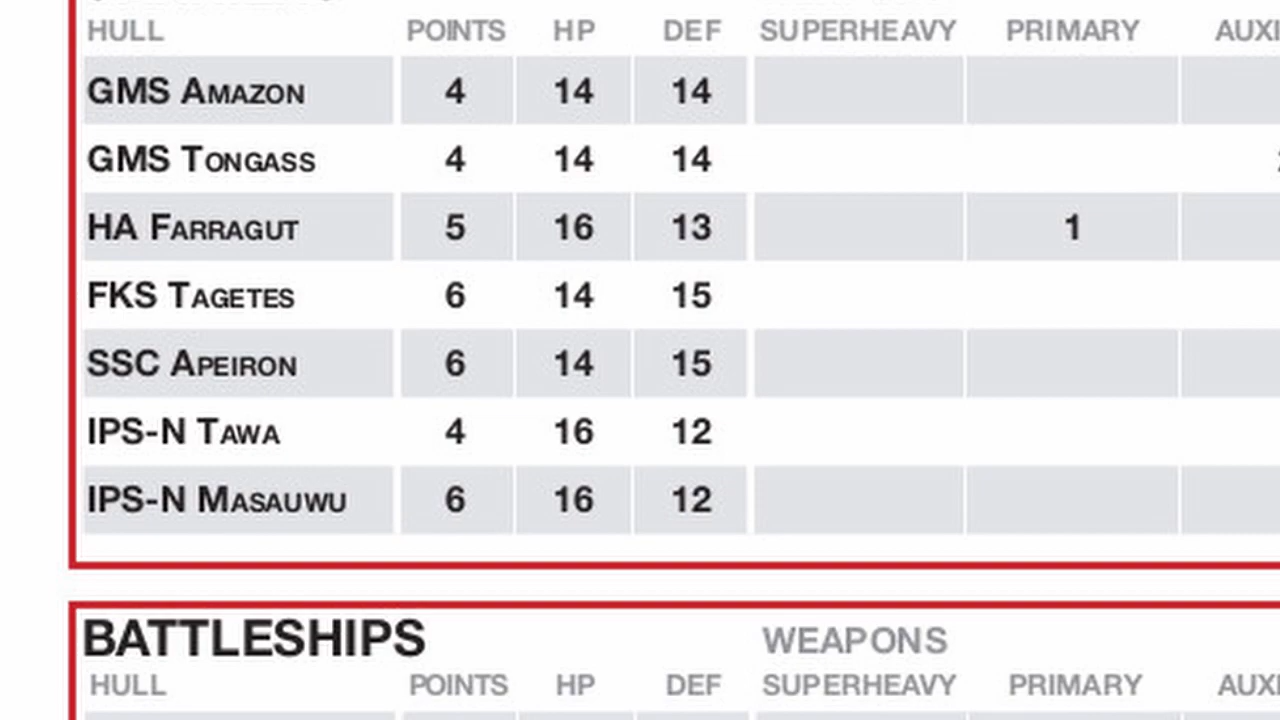 HULL POINTS HP DEF SUPERHEAVY PRIMARY AUXI
GMS AMAZON 4 14 14
GMS TONGASS 4 14 14
HA FARRAGUT 5 16 13 1
FKS TAGETES 6 14 15
SSC APEIRON 6 14 15
IPS-N TAWA 4 16 12
IPS-N MASAUWU 6 16 12
BATTLESHIPS WEAPONS
HULL POINTS HP DEF SUPERHEAVY PRIMARY AUXI